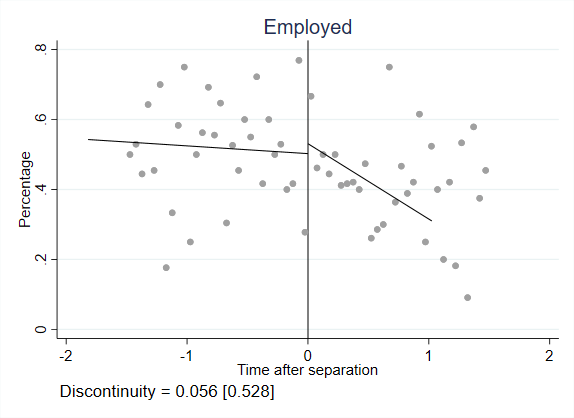 Employed
Percentage
.8
.6
.4
.2
0
-2 -1 0 1 2
Time after separation
Discontinuity = 0.056 [0.528]